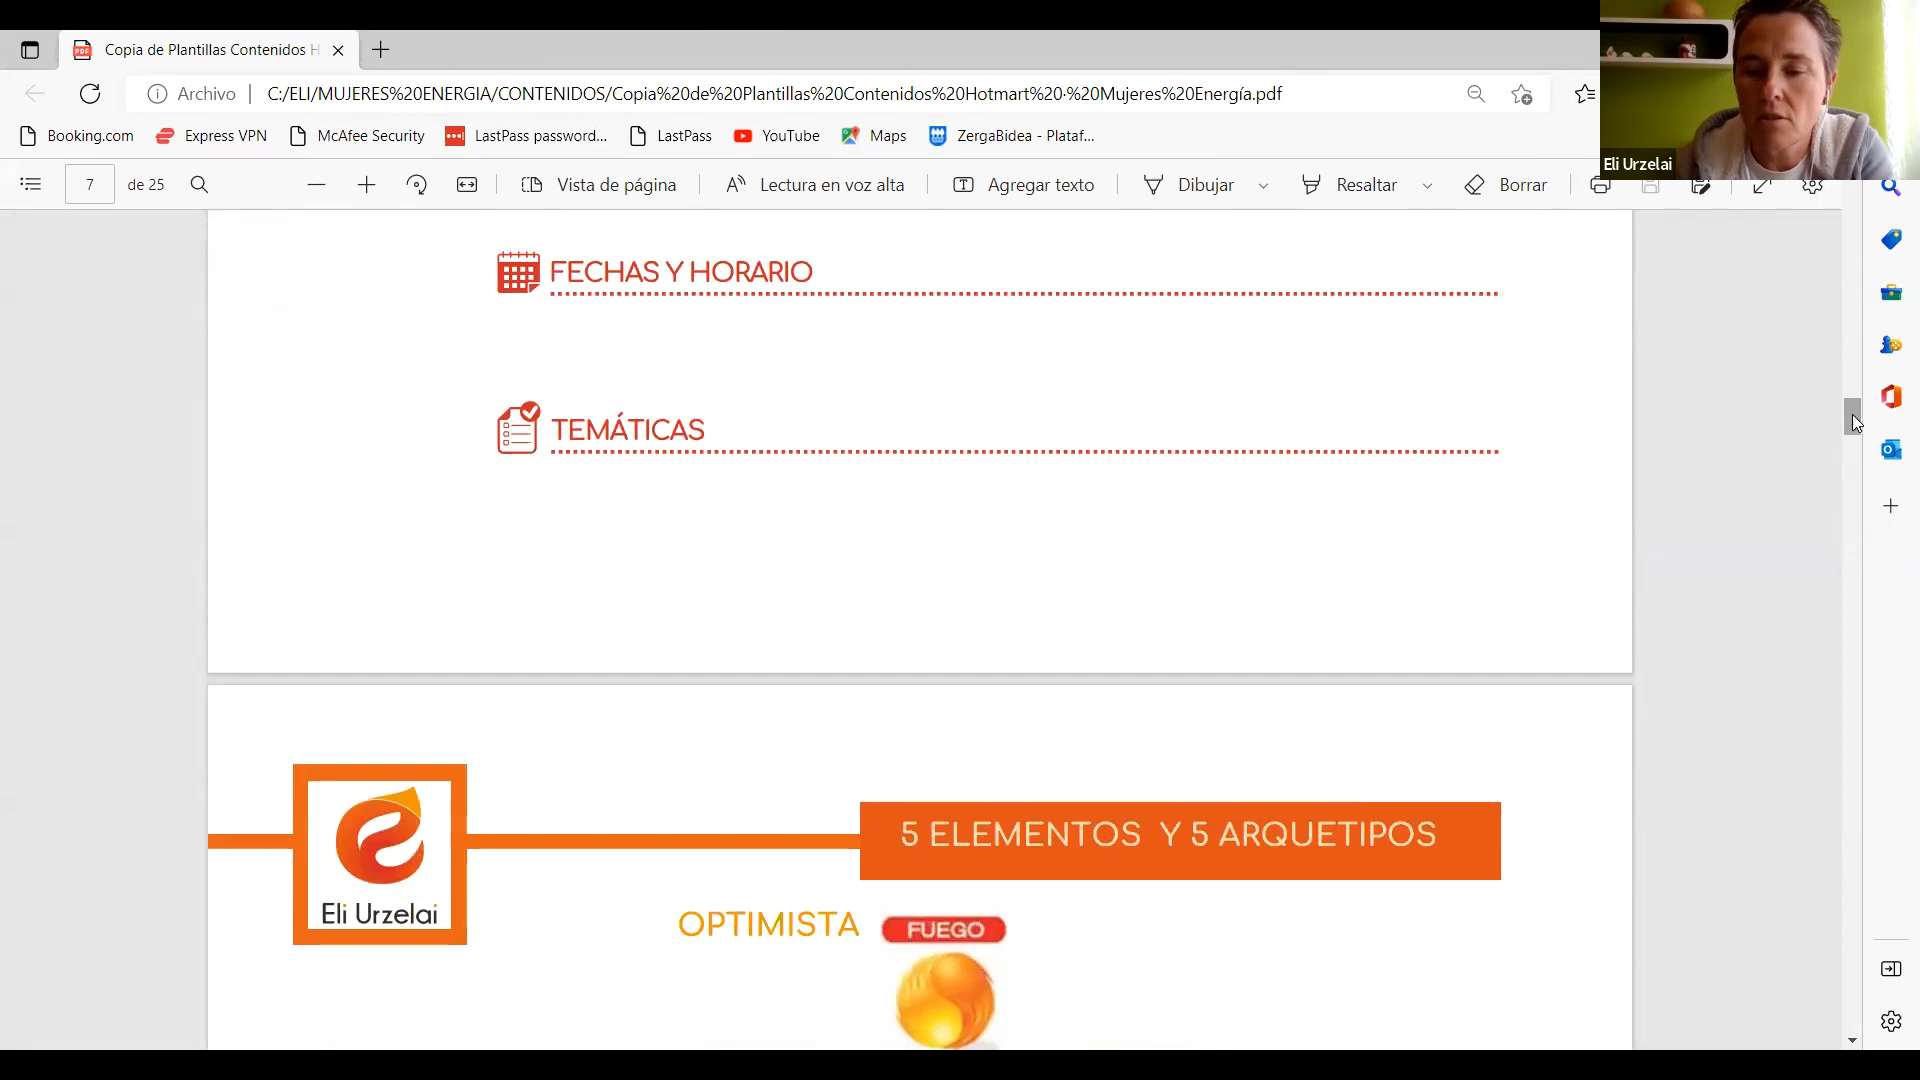 Copia de Plantillas Contenidos H
Archivo
C:/ELI/MUJERES%20ENERGIA/CONTENIDOS/Copia%20de%20Plantillas%20Contenidos%20Hotmart%20·%20Mujeres%20Energía.pdf
Booking.com Express VPN McAfee Security LastPass password... LastPass YouTube Maps ZergaBidea - Plataf...
Eli Urzelai
7 de 25 Vista de página Lectura en voz alta Agregar texto Dibujar Resaltar Borrar
FECHAS Y HORARIO
TEMÁTICAS
5 ELEMENTOS Y 5 ARQUETIPOS
Eli Urzelai
OPTIMISTA FUEGO